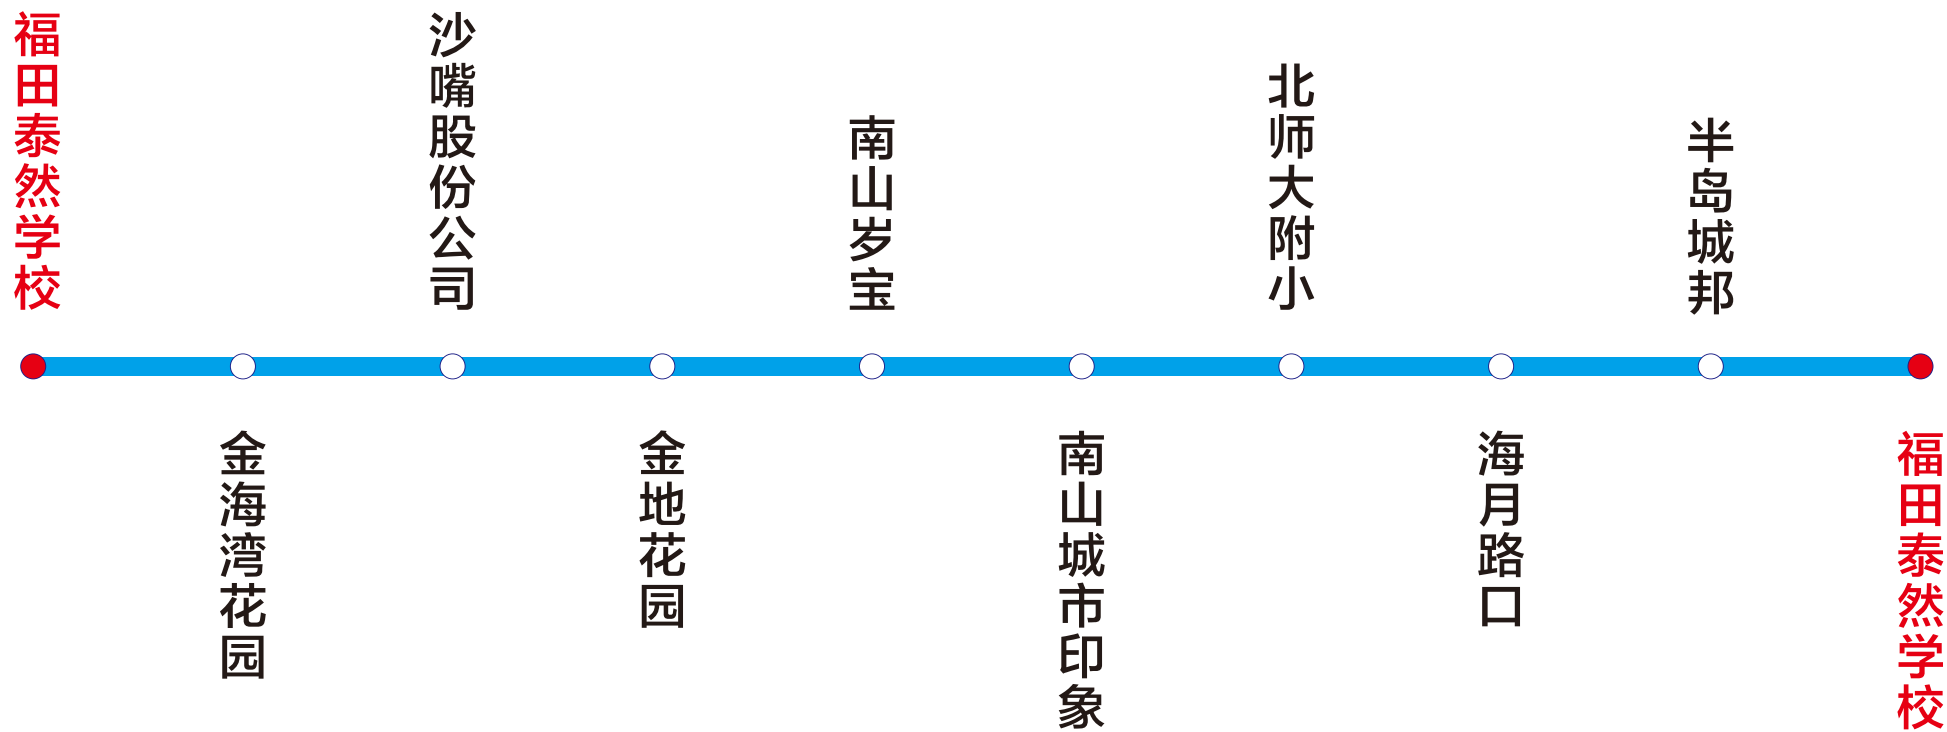 福田泰然学校
金海湾花园
沙嘴股份公司
金地花园
南山岁宝
南山城市印象
北师大附小
海月路口
半岛城邦
福田泰然学校